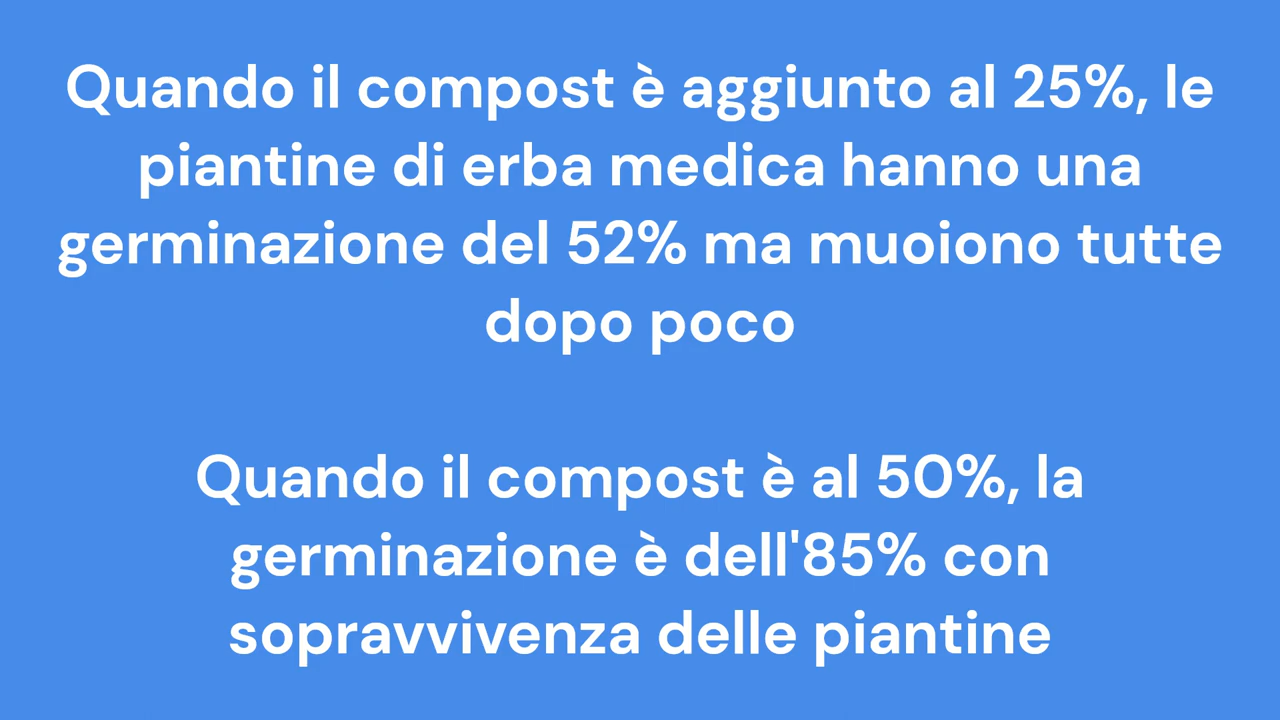 Quando il compost è aggiunto al 25%, le
piantine di erba medica hanno una
germinazione del 52% ma muoiono tutte
dopo poco
Quando il compost è al 50%, la
germinazione è dell'85% con
sopravvivenza delle piantine